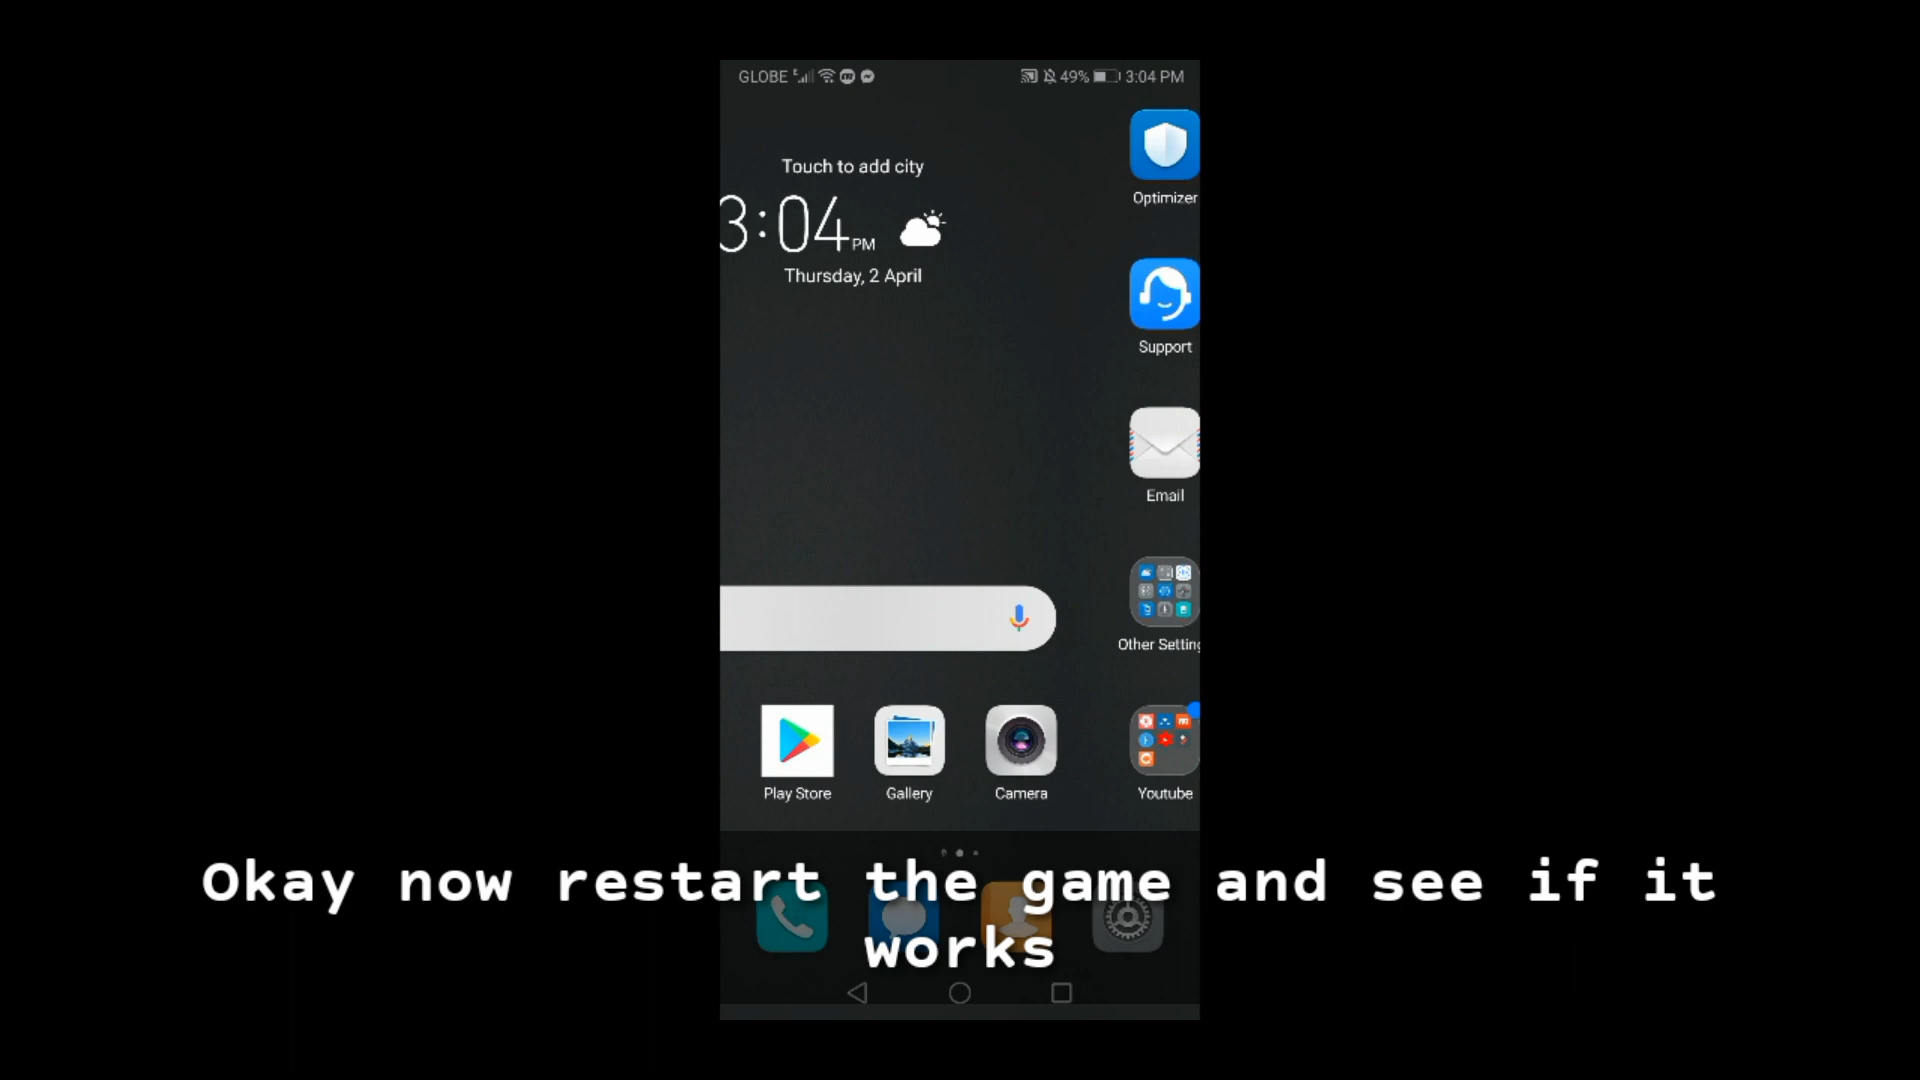 GLOBE E 49% 3:04 PM
Touch to add city
3:04 PM
Thursday, 2 April
Optimizer
Support
Email
Other Setting
Play Store Gallery Camera Youtube
Okay now restart the game and see if it
works